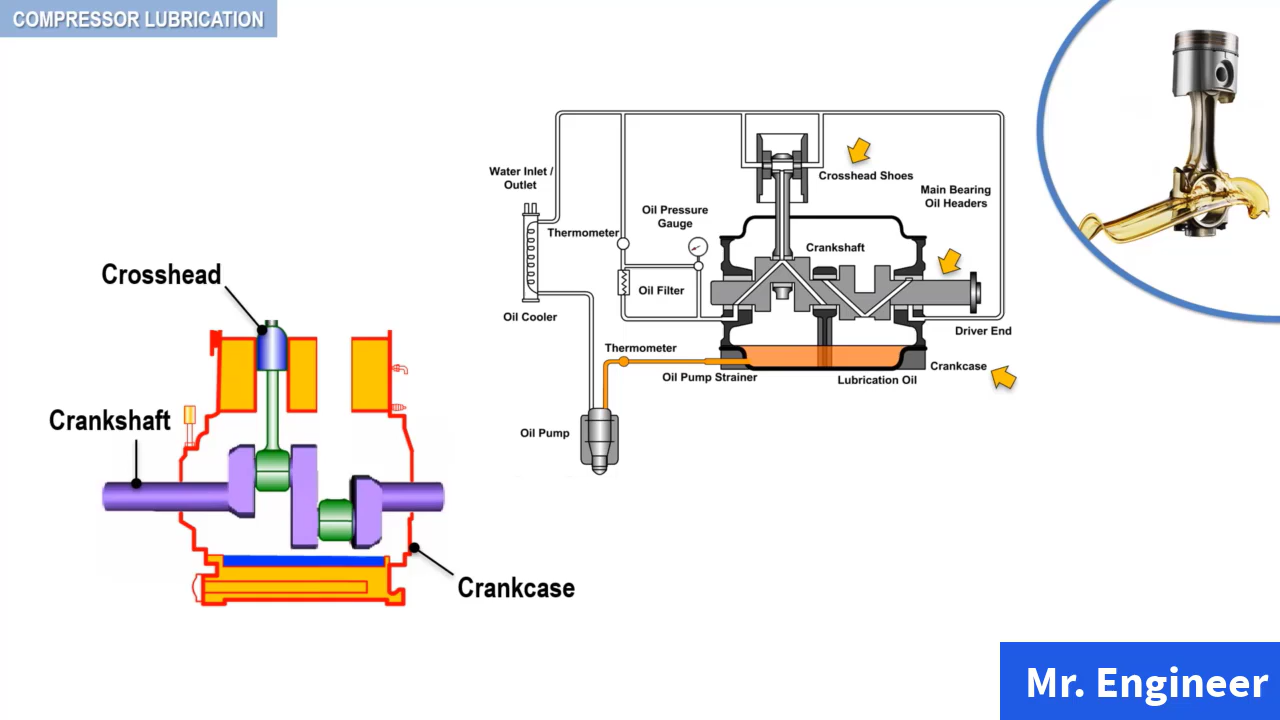 COMPRESSOR LUBRICATION
Water Inlet /
Outlet
Crosshead Shoes
Main Bearing
Oil Headers
Oil Pressure
Gauge
Thermometer
Crankshaft
Oil Filter
Oil Cooler
Driver End
Thermometer
Oil Pump Strainer
Lubrication Oil
Crankcase
Oil Pump
Crosshead
Crankshaft
Crankcase
Mr. Engineer